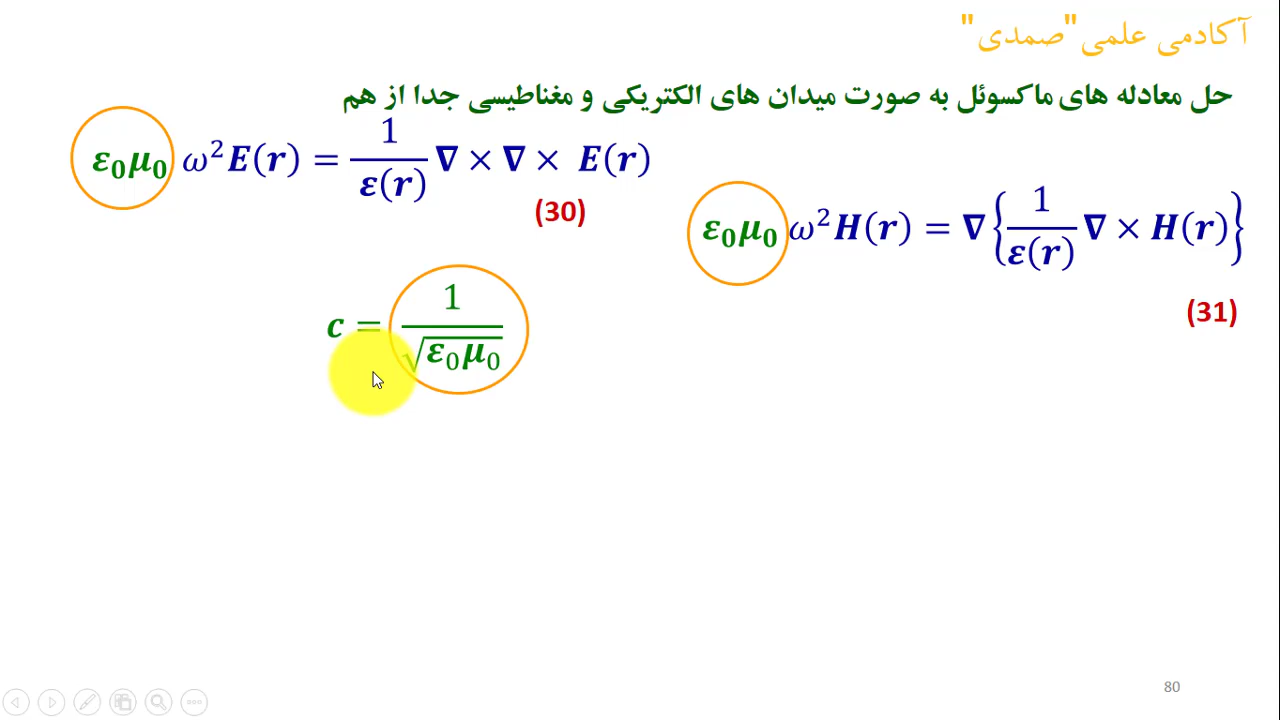 آکادمی علمی"صمدی"
حل معادله های ماکسوئل به صورت میدان های الکتریکی و مغناطیسی جدا از هم
ε₀μ₀ ω²E(r) = 1/ε(r) ∇ × ∇ × E(r)
(30)
ε₀μ₀ ω²H(r) = ∇{1/ε(r) ∇ × H(r)}
(31)
c = 1/√ε₀μ₀
80